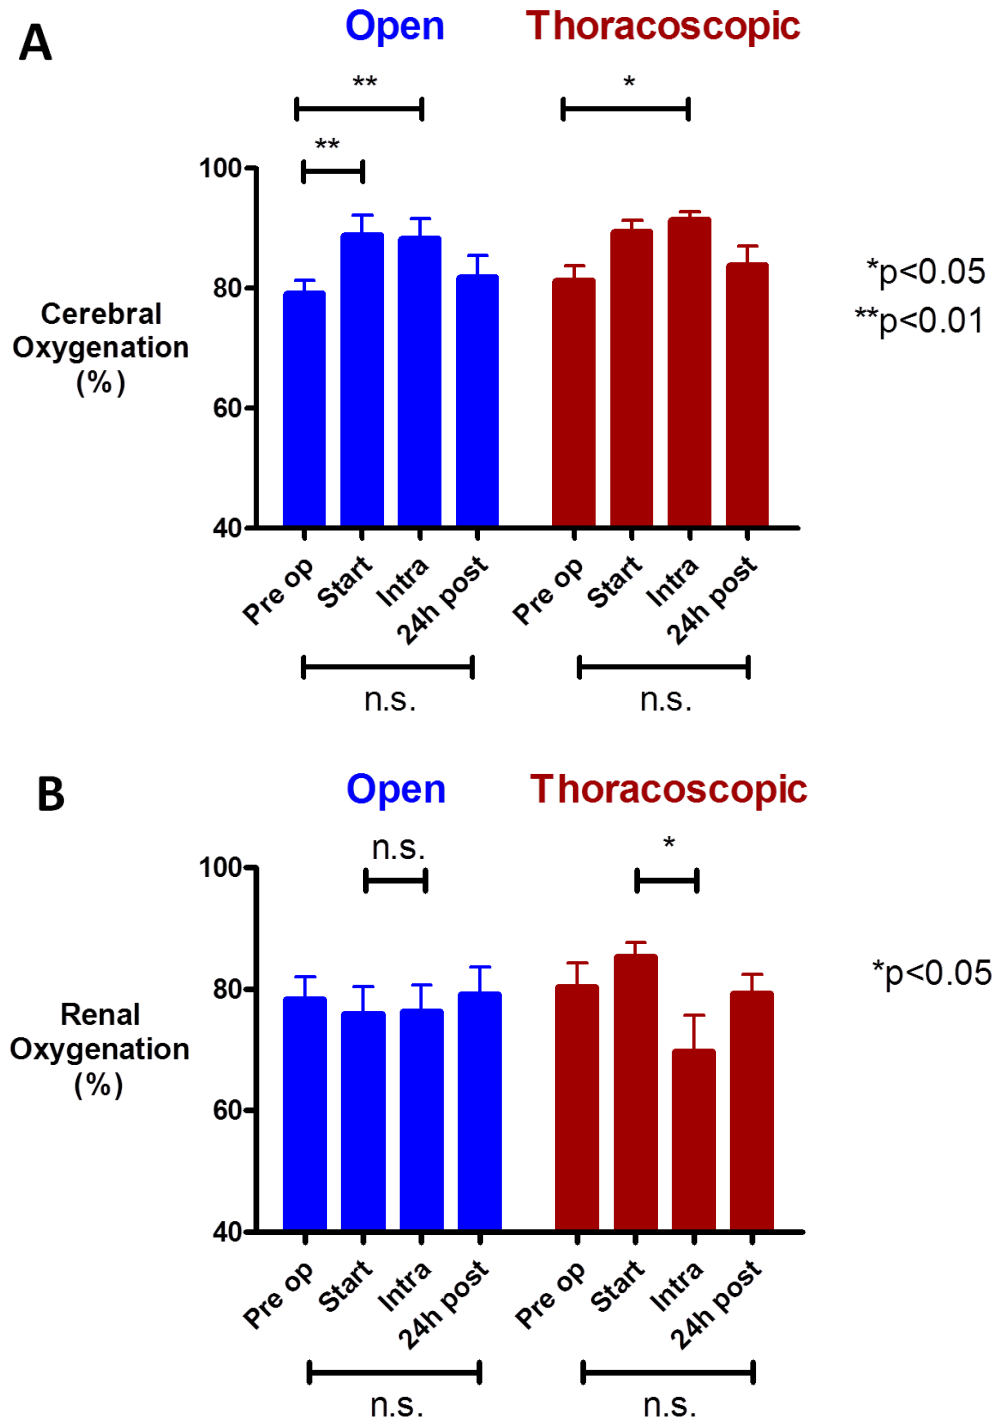 A
Open Thoracoscopic
** *
**
100
80
60
40
Cerebral
Oxygenation
(%)
*p<0.05
**p<0.01
Pre op Start Intra 24h post Pre op Start Intra 24h post
n.s. n.s.
B
Open Thoracoscopic
n.s. *
100
80
60
40
Renal
Oxygenation
(%)
*p<0.05
Pre op Start Intra 24h post Pre op Start Intra 24h post
n.s. n.s.